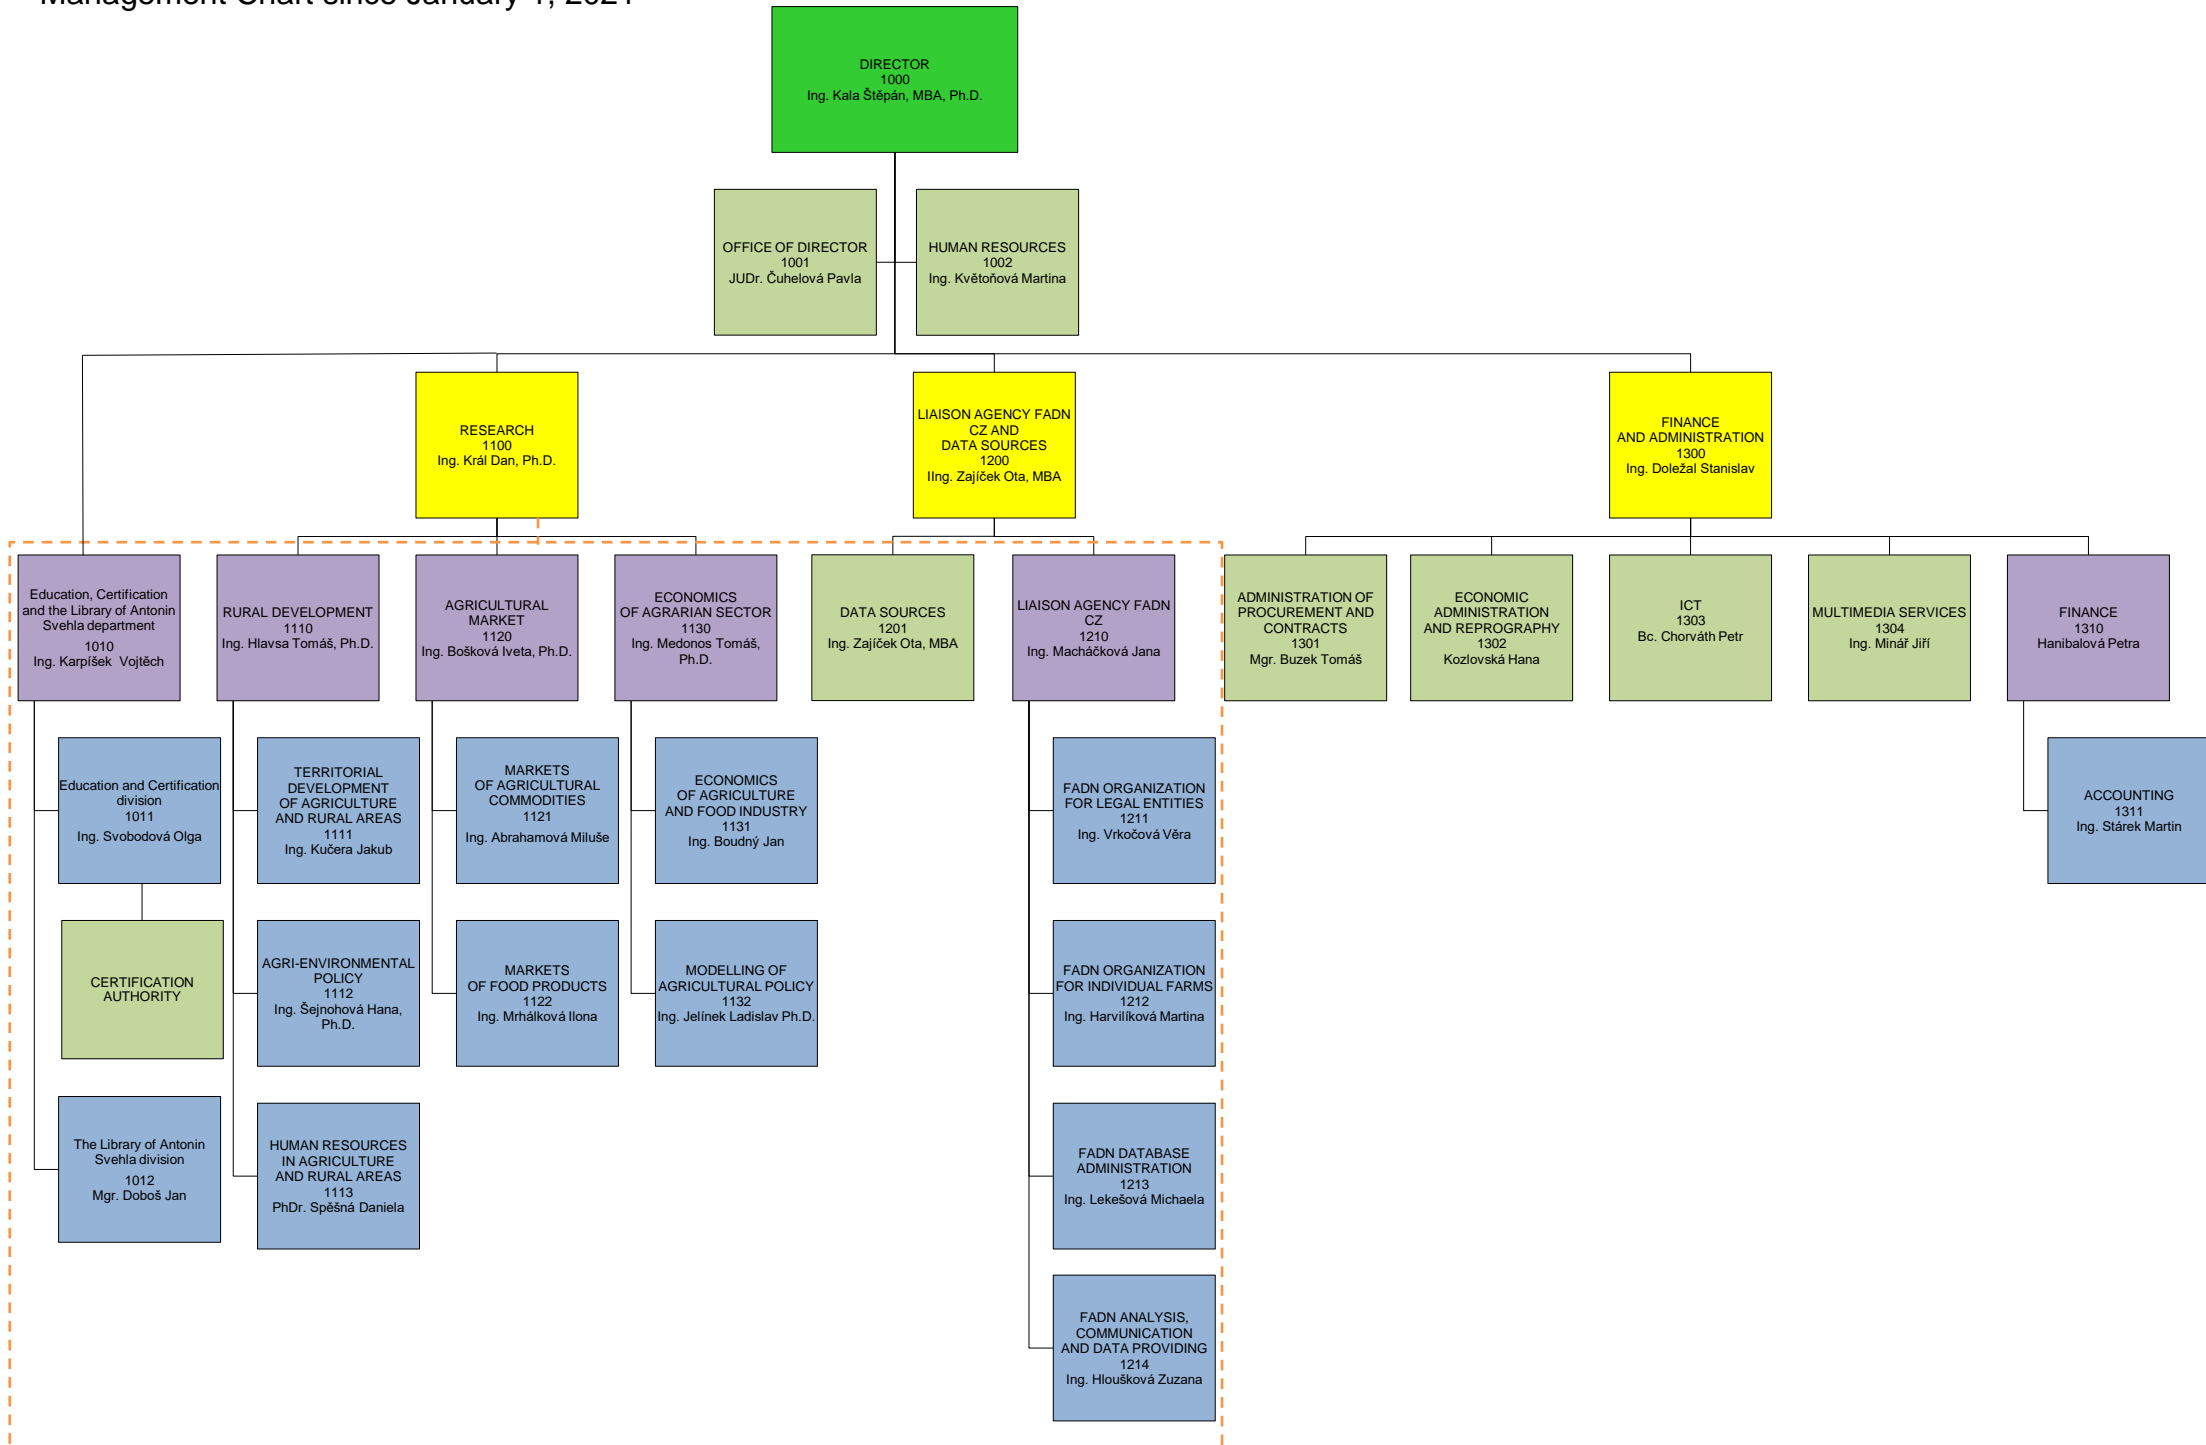 Management Chart since January 1, 2021
DIRECTOR
1000
Ing. Kala Štěpán, MBA, Ph.D.
OFFICE OF DIRECTOR
1001
JUDr. Čuhelová Pavla
HUMAN RESOURCES
1002
Ing. Květoňová Martina
RESEARCH
1100
Ing. Král Dan, Ph.D.
LIAISON AGENCY FADN
CZ AND
DATA SOURCES
1200
IIng. Zajíček Ota, MBA
FINANCE
AND ADMINISTRATION
1300
Ing. Doležal Stanislav
Education, Certification
and the Library of Antonin
Svehla department
1010
Ing. Karpíšek  Vojtěch
RURAL DEVELOPMENT
1110
Ing. Hlavsa Tomáš, Ph.D.
AGRICULTURAL
MARKET
1120
Ing. Bošková Iveta, Ph.D.
ECONOMICS
OF AGRARIAN SECTOR
1130
Ing. Medonos Tomáš,
Ph.D.
DATA SOURCES
1201
Ing. Zajíček Ota, MBA
LIAISON AGENCY FADN
CZ
1210
Ing. Macháčková Jana
ADMINISTRATION OF
PROCUREMENT AND
CONTRACTS
1301
Mgr. Buzek Tomáš
ECONOMIC
ADMINISTRATION
AND REPROGRAPHY
1302
Kozlovská Hana
ICT
1303
Bc. Chorváth Petr
MULTIMEDIA SERVICES
1304
Ing. Minář Jiří
FINANCE
1310
Hanibalová Petra
Education and Certification
division
1011
Ing. Svobodová Olga
TERRITORIAL
DEVELOPMENT
OF AGRICULTURE
AND RURAL AREAS
1111
Ing. Kučera Jakub
MARKETS
OF AGRICULTURAL
COMMODITIES
1121
Ing. Abrahamová Miluše
ECONOMICS
OF AGRICULTURE
AND FOOD INDUSTRY
1131
Ing. Boudný Jan
FADN ORGANIZATION
FOR LEGAL ENTITIES
1211
Ing. Vrkočová Věra
ACCOUNTING
1311
Ing. Stárek Martin
CERTIFICATION
AUTHORITY
AGRI-ENVIRONMENTAL
POLICY
1112
Ing. Šejnohová Hana,
Ph.D.
MARKETS
OF FOOD PRODUCTS
1122
Ing. Mrhálková Ilona
MODELLING OF
AGRICULTURAL POLICY
1132
Ing. Jelínek Ladislav Ph.D.
FADN ORGANIZATION
FOR INDIVIDUAL FARMS
1212
Ing. Harvilíková Martina
The Library of Antonin
Svehla division
1012
Mgr. Doboš Jan
HUMAN RESOURCES
IN AGRICULTURE
AND RURAL AREAS
1113
PhDr. Spěšná Daniela
FADN DATABASE
ADMINISTRATION
1213
Ing. Lekešová Michaela
FADN ANALYSIS,
COMMUNICATION
AND DATA PROVIDING
1214
Ing. Hloušková Zuzana